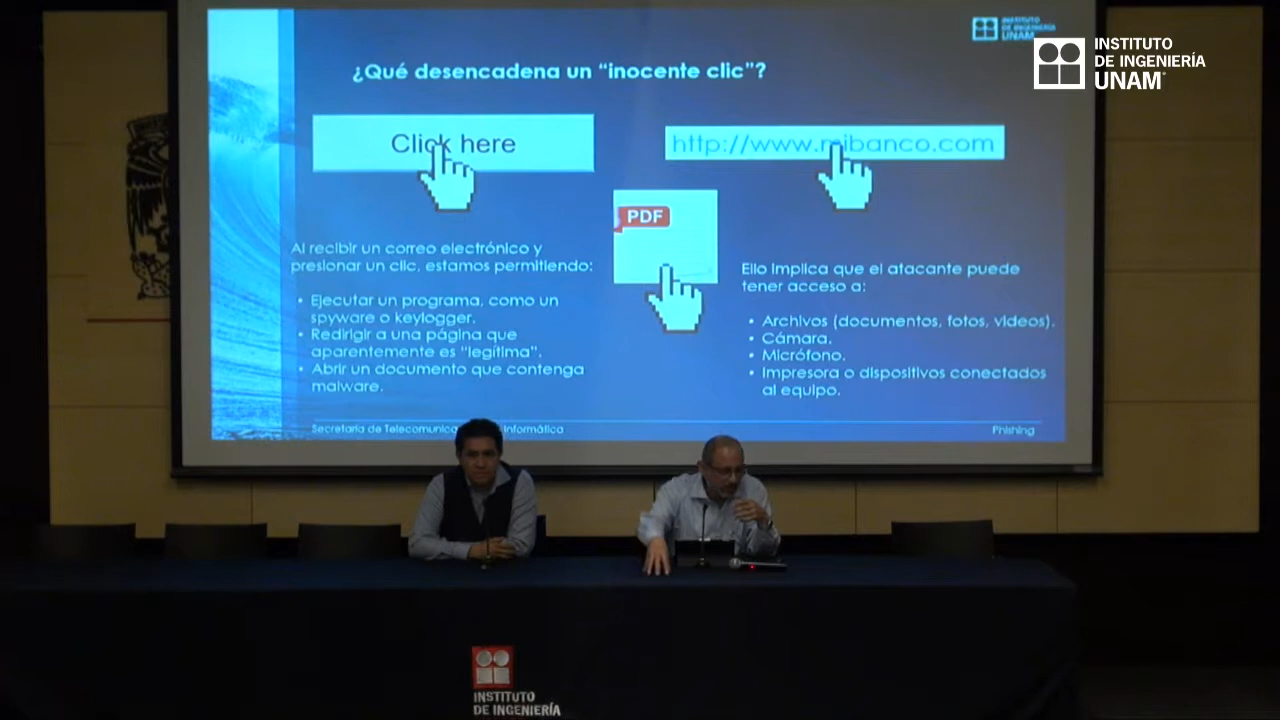 INSTITUTO
DE INGENIERÍA
UNAM
INSTITUTO
DE INGENIERÍA
UNAM
¿Qué desencadena un “inocente clic”?
Click here
http://www.mibanco.com
PDF
Al recibir un correo electrónico y
presionar un clic, estamos permitiendo:
• Ejecutar un programa, como un
spyware o keylogger.
• Redirigir a una página que
aparentemente es “legítima”.
• Abrir un documento que contenga
malware.
Ello implica que el atacante puede
tener acceso a:
• Archivos (documentos, fotos, videos).
• Cámara.
• Micrófono.
• Impresora o dispositivos conectados
al equipo.
Secretaría de Telecomunica Informática
Phishing
INSTITUTO
DE INGENIERÍA